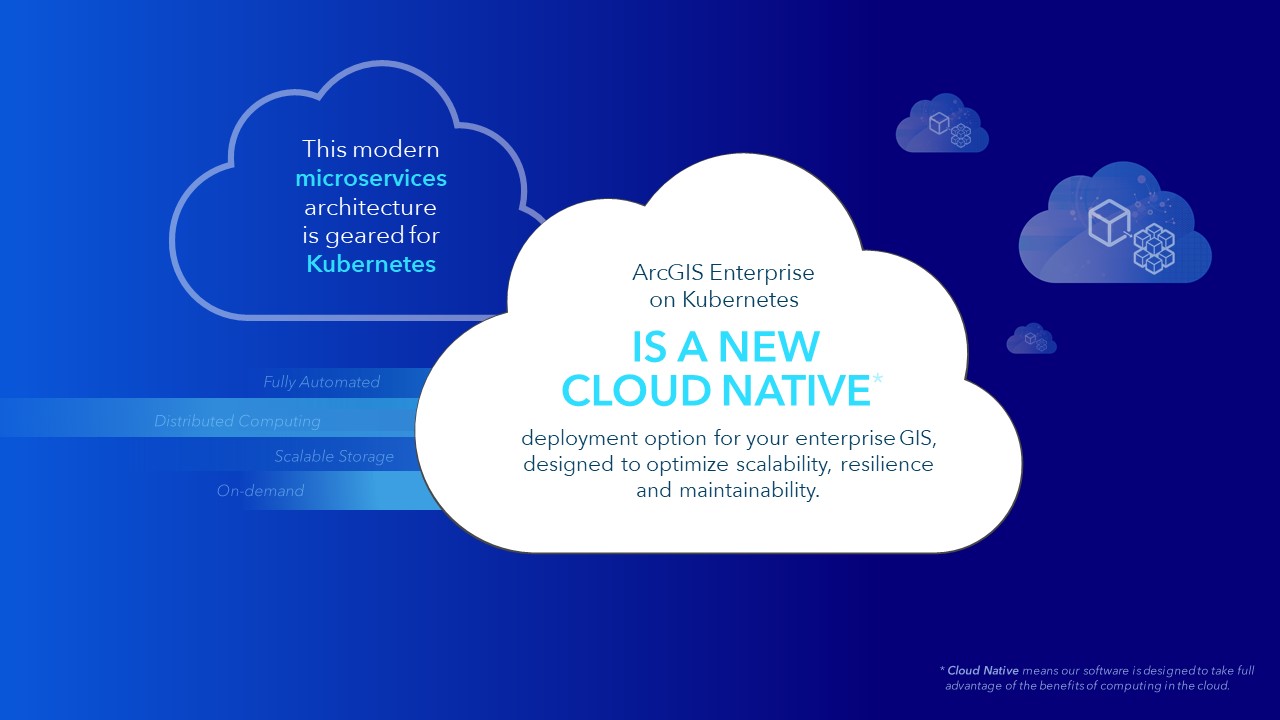 This modern
microservices
architecture
is geared for
Kubernetes
ArcGIS Enterprise
on Kubernetes
IS A NEW
CLOUD NATIVE*
deployment option for your enterprise GIS,
designed to optimize scalability, resilience
and maintainability.
Fully Automated
Distributed Computing
Scalable Storage
On-demand
* Cloud Native means our software is designed to take full
advantage of the benefits of computing in the cloud.